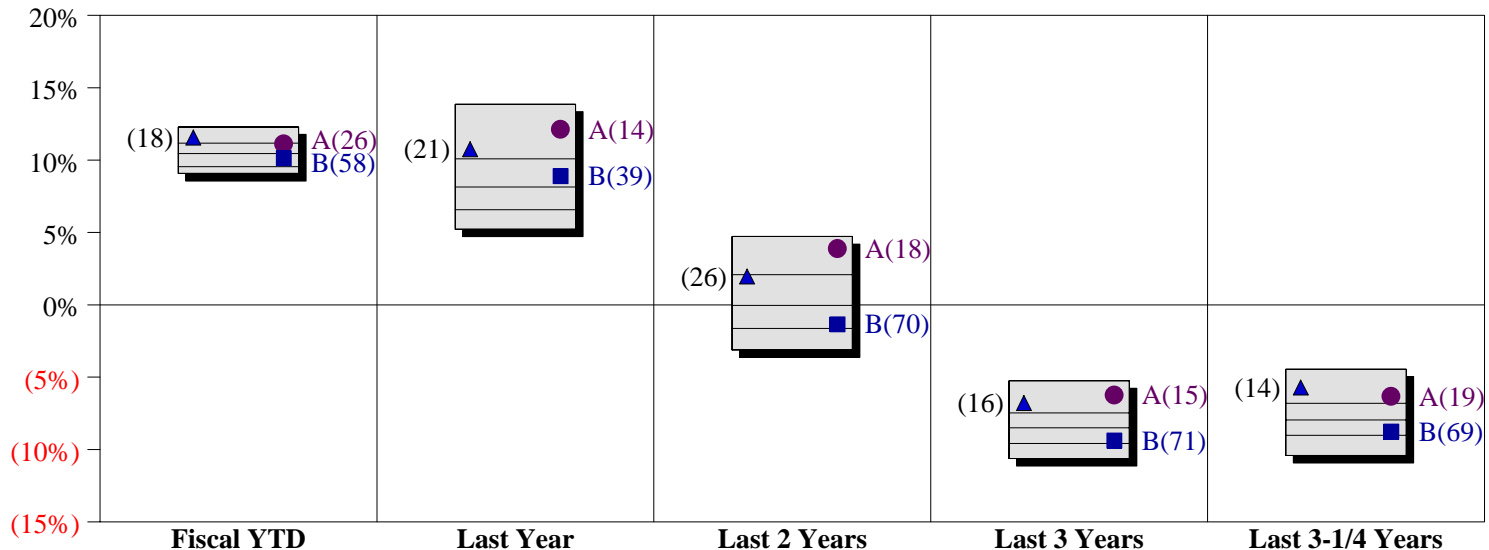 20%
15%
10%
5%
0%
(5%)
(10%)
(15%)
(18)
A(26)
B(58)
(21)
A(14)
B(39)
(26)
A(18)
B(70)
(16)
A(15)
B(71)
(14)
A(19)
B(69)
Fiscal YTD
Last Year
Last 2 Years
Last 3 Years
Last 3-1/4 Years